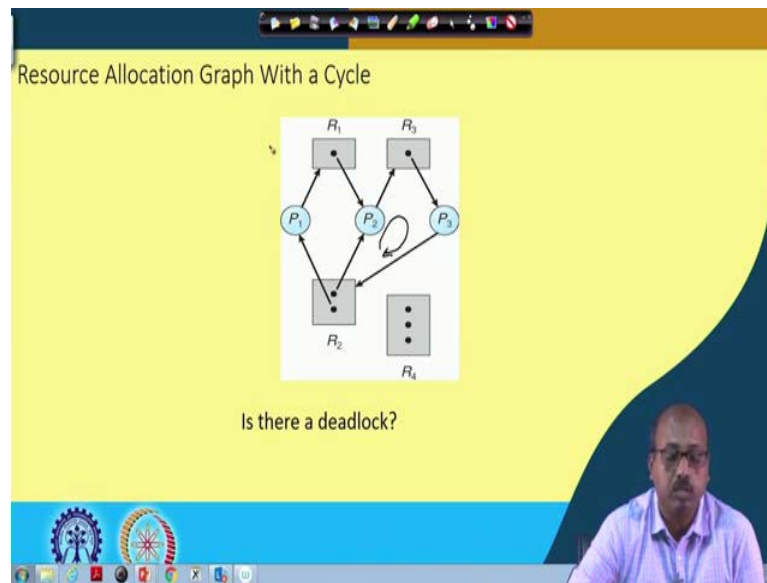 Resource Allocation Graph With a Cycle
R1 R3
P1 P2 P3
R2
R4
Is there a deadlock?